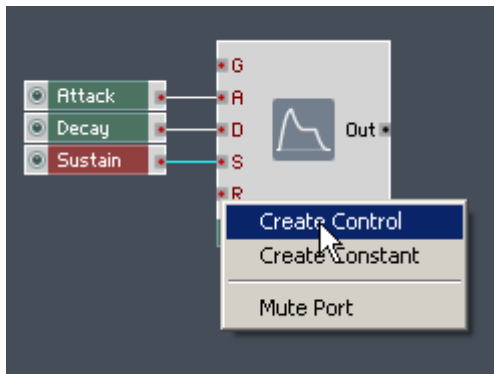 G
Attack
A
Decay
D
Out
Sustain
S
R
Create Control
Create Constant
Mute Port